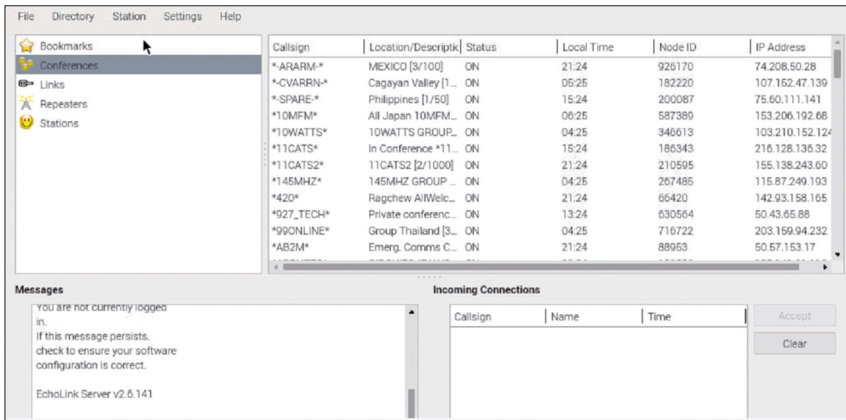 File Directory Station Settings Help
Bookmarks
Conferences
Links
Repeaters
Stations
Callsign Location/Descriptic Status Local Time Node ID IP Address
*-ARARM-* MEXICO [3/100] ON 21:24 926170 74.208.50.28
*-CVARRN-* Cagayan Valley [1... ON 05:25 182220 107.152.47.139
*-SPARE-* Philippines [1/50] ON 15:24 200087 75.60.111.141
*10MFM* All Japan 10MFM... ON 06:25 587389 153.206.192.68
*10WATTS* 10WATTS GROUP... ON 04:25 346613 103.210.152.124
*11CATS* In Conference *11... ON 15:24 186343 216.128.136.32
*11CATS2* 11CATS2 [2/1000] ON 21:24 210595 155.138.243.60
*145MHZ* 145MHZ GROUP ... ON 04:25 267485 115.87.249.193
*420* Ragchew AllWelc... ON 21:24 66420 142.93.158.165
*927_TECH* Private conferenc... ON 13:24 630564 50.43.65.88
*99ONLINE* Group Thailand [3... ON 04:25 716722 203.159.94.232
*AB2M* Emerg. Comms C... ON 21:24 88953 50.57.153.17
Messages
You are not currently logged
in.
If this message persists,
check to ensure your software
configuration is correct.
EchoLink Server v2.6.141
Incoming Connections
Callsign Name Time
Accept
Clear